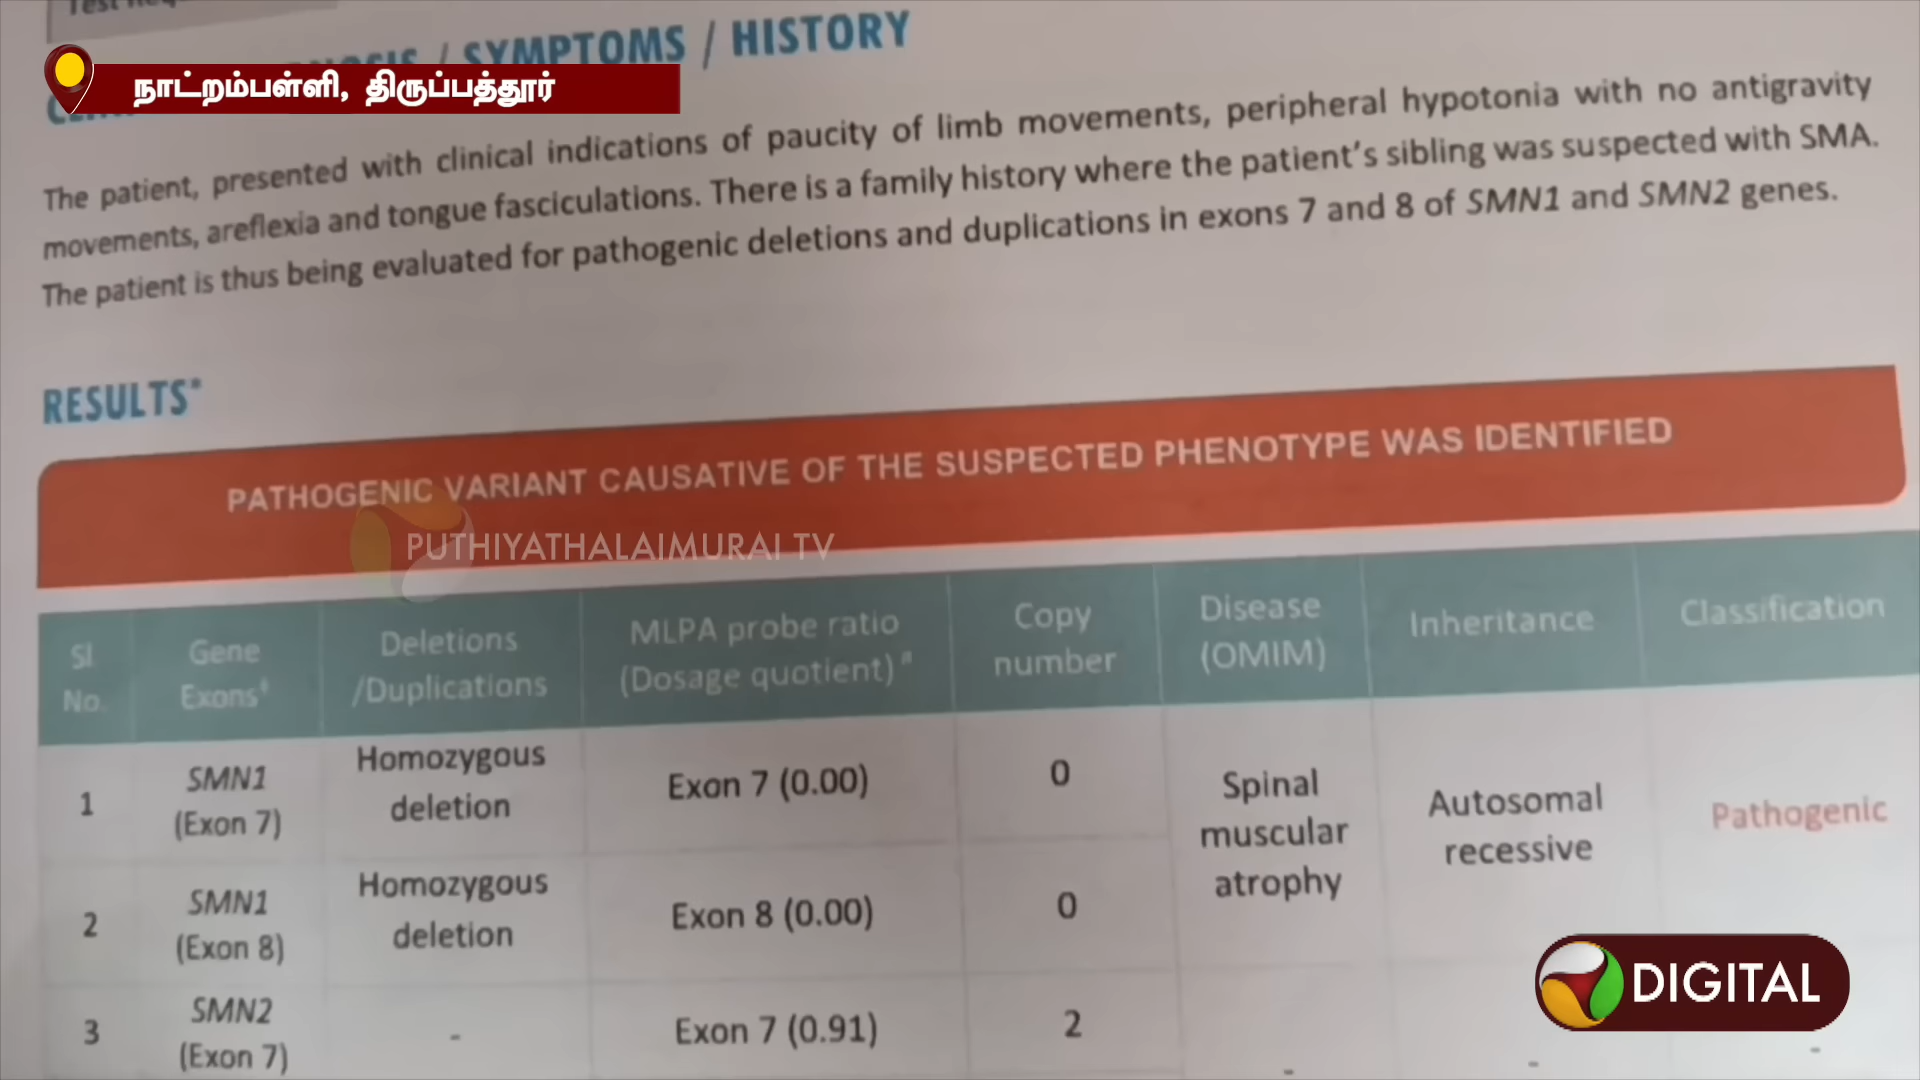 SYMPTOMS / HISTORY
நாட்றம்பள்ளி, திருப்பத்தூர்
The patient, presented with clinical indications of paucity of limb movements, peripheral hypotonia with no antigravity
movements, areflexia and tongue fasciculations. There is a family history where the patient's sibling was suspected with SMA.
The patient is thus being evaluated for pathogenic deletions and duplications in exons 7 and 8 of SMN1 and SMN2 genes.
RESULTS*
PATHOGENIC VARIANT CAUSATIVE OF THE SUSPECTED PHENOTYPE WAS IDENTIFIED
PUTHIYATHALAIMURAI TV
Sl No. Gene Exons Deletions /Duplications MLPA probe ratio (Dosage quotient) Copy number Disease (OMIM) Inheritance Classification
1 SMN1 (Exon 7) Homozygous deletion Exon 7 (0.00) 0 Spinal muscular atrophy Autosomal recessive Pathogenic
2 SMN1 (Exon 8) Homozygous deletion Exon 8 (0.00) 0
3 SMN2 (Exon 7) - Exon 7 (0.91) 2 - - -
DIGITAL